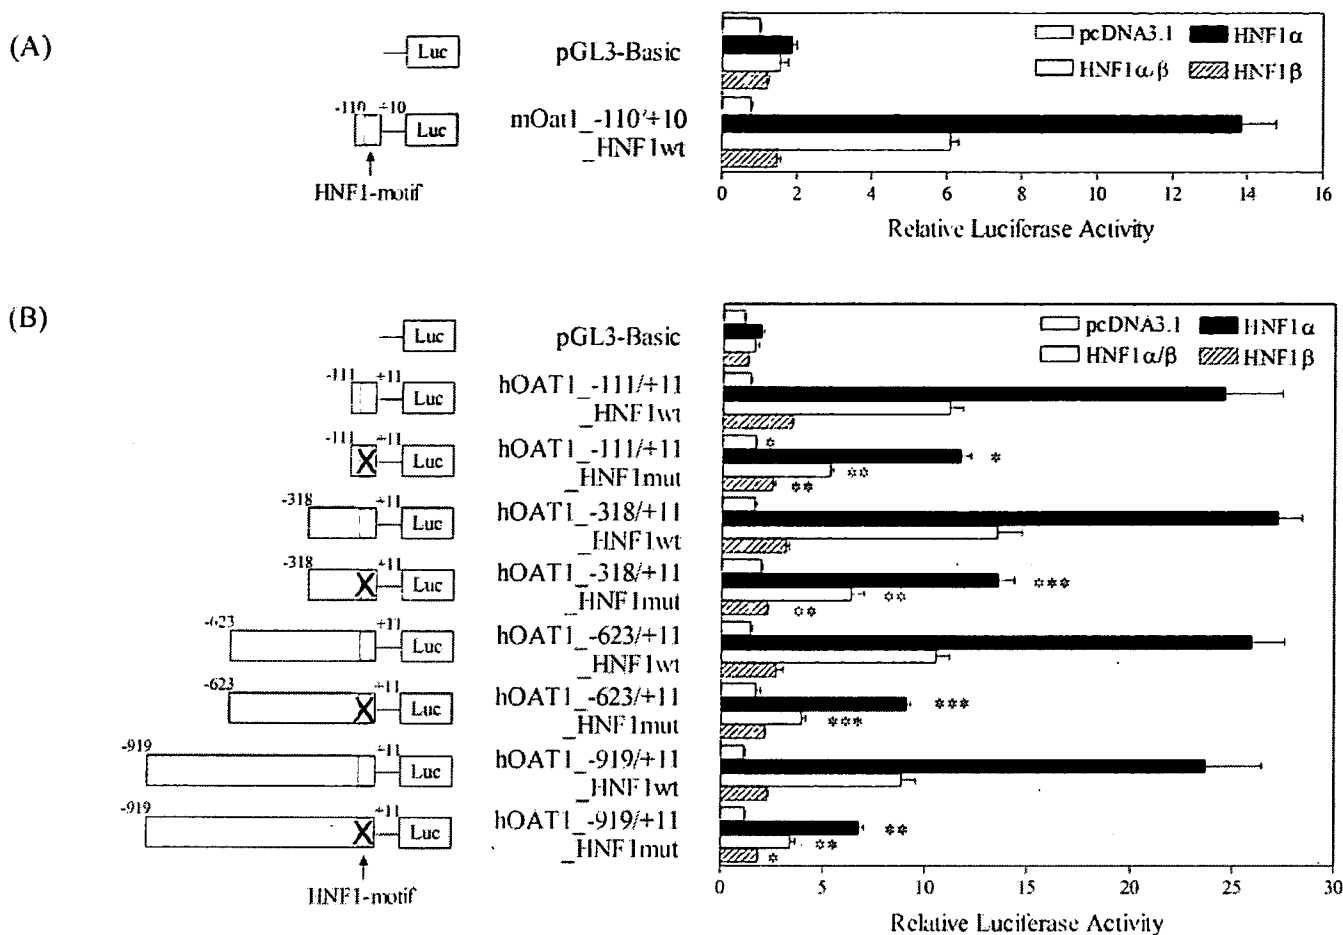 (A)
Luc
pGL3-Basic
-110 +10
Luc
mOat1_-110/+10
_HNF1wt
HNF1-motif
pcDNA3.1
HNF1α
HNF1α/β
HNF1β
0 2 4 6 8 10 12 14 16
Relative Luciferase Activity
(B)
Luc
pGL3-Basic
-111 +11
Luc
hOAT1_-111/+11
_HNF1wt
-111 +11
X
Luc
hOAT1_-111/+11
_HNF1mut
*
*
**
**
-318 +11
Luc
hOAT1_-318/+11
_HNF1wt
-318 +11
X
Luc
hOAT1_-318/+11
_HNF1mut
***
**
**
-623 +11
Luc
hOAT1_-623/+11
_HNF1wt
-623 +11
X
Luc
hOAT1_-623/+11
_HNF1mut
***
***
-919 +11
Luc
hOAT1_-919/+11
_HNF1wt
-919 +11
X
Luc
hOAT1_-919/+11
_HNF1mut
**
**
*
HNF1-motif
pcDNA3.1
HNF1α
HNF1α/β
HNF1β
0 5 10 15 20 25 30
Relative Luciferase Activity